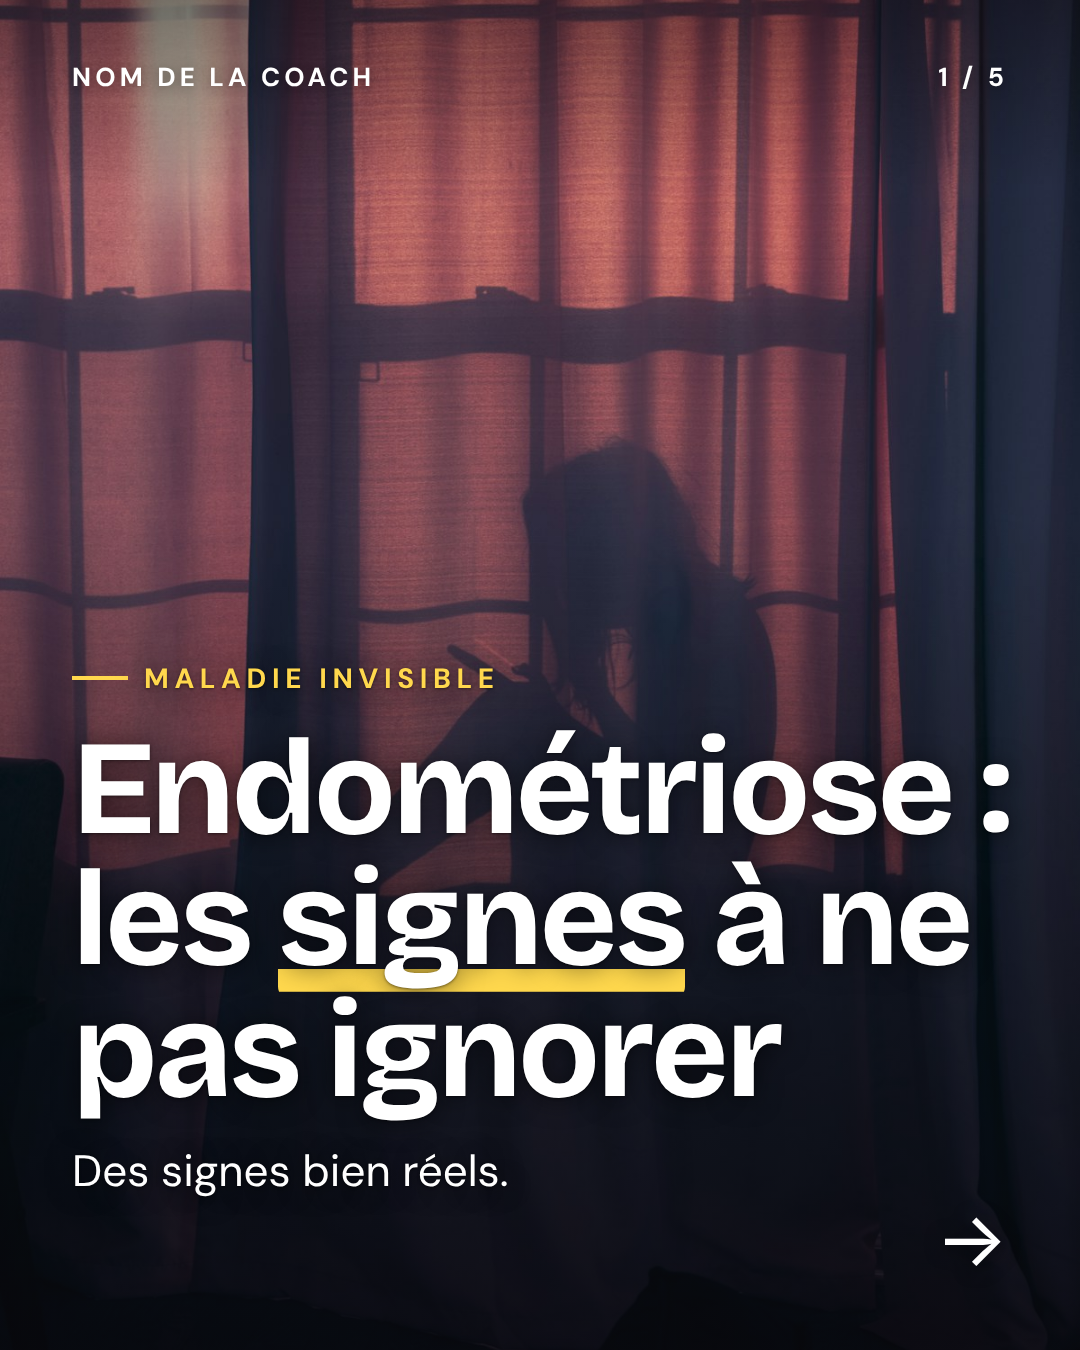 NOM DE LA COACH
1 / 5
MALADIE INVISIBLE
Endométriose :
les signes à ne
pas ignorer
Des signes bien réels.